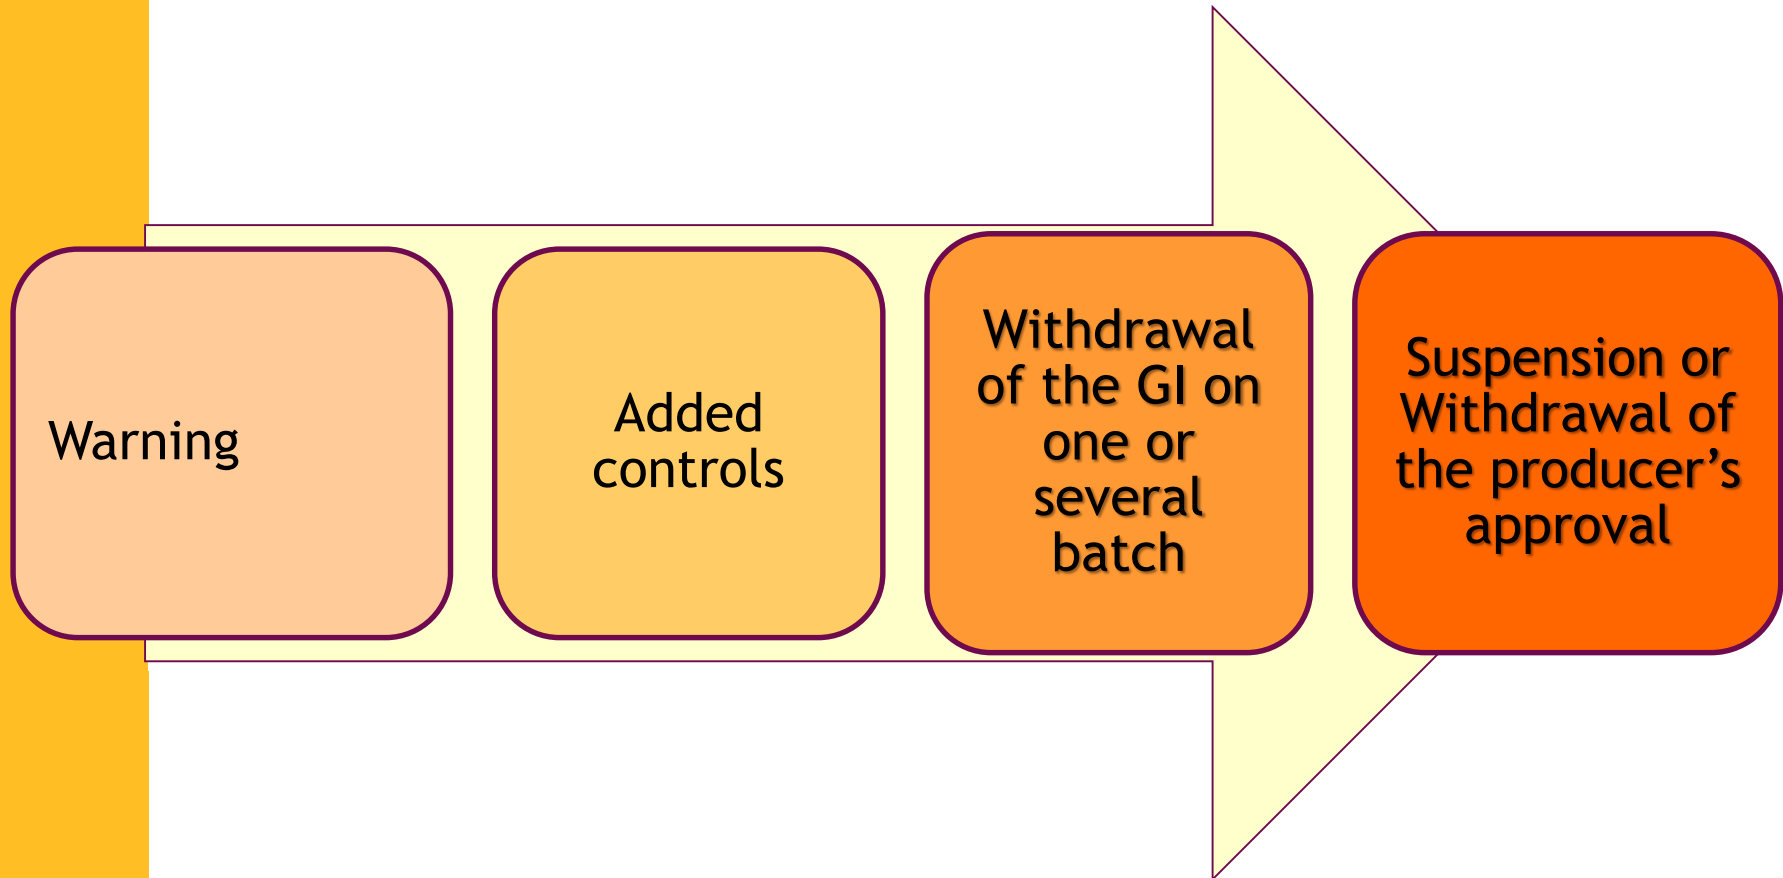 Warning
Added
controls
Withdrawal
of the GI on
one or
several
batch
Suspension or
Withdrawal of
the producer’s
approval